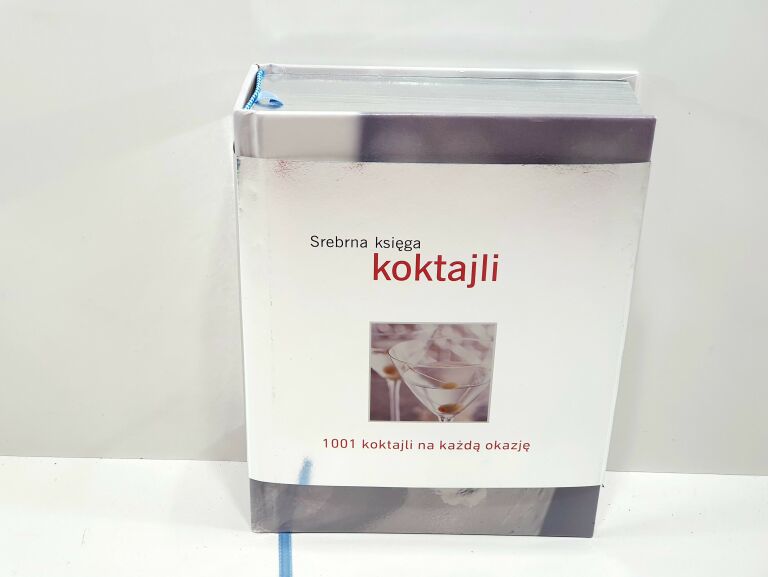 Srebrna księga
koktajli
1001 koktajli na każdą okazję